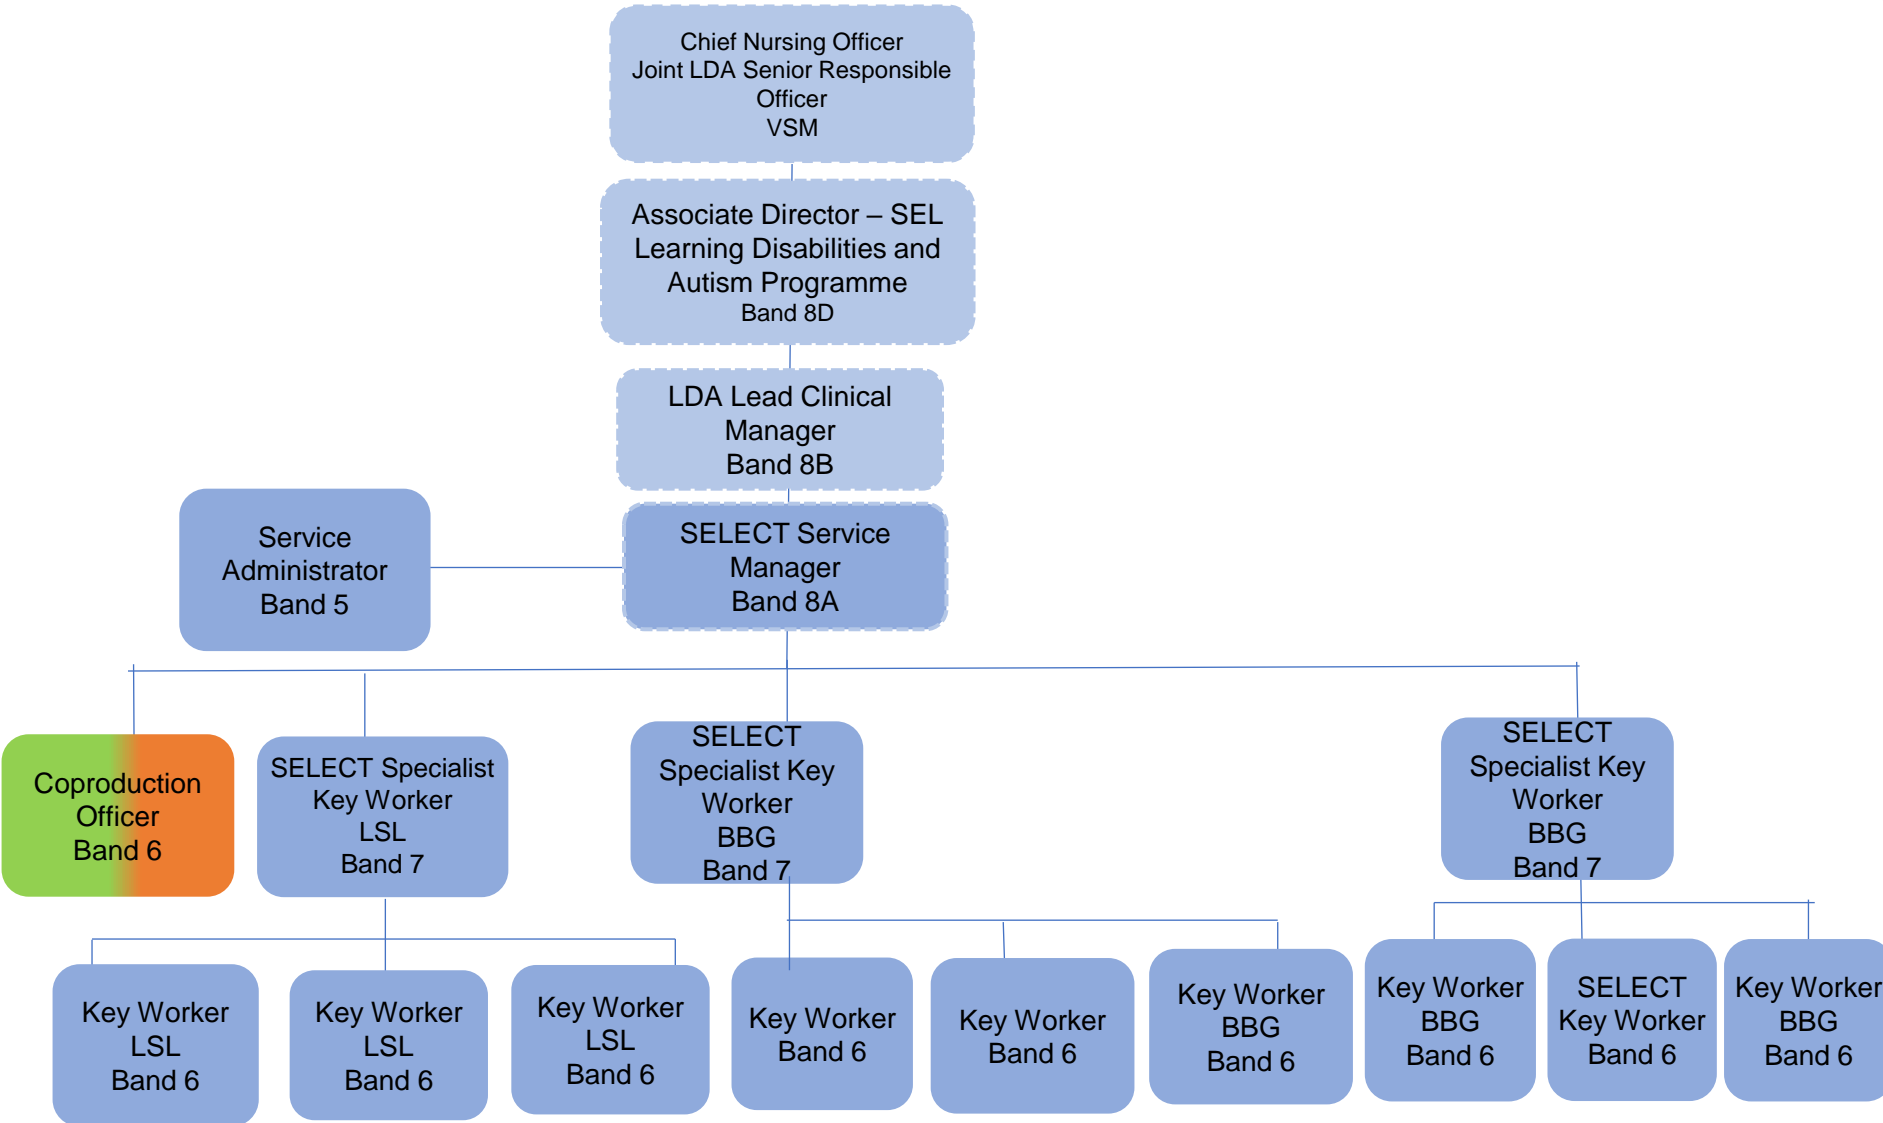 Chief Nursing Officer
Joint LDA Senior Responsible
Officer
VSM
Associate Director – SEL
Learning Disabilities and
Autism Programme
Band 8D
LDA Lead Clinical
Manager
Band 8B
Service
Administrator
Band 5
SELECT Service
Manager
Band 8A
Coproduction
Officer
Band 6
SELECT Specialist
Key Worker
LSL
Band 7
SELECT
Specialist Key
Worker
BBG
Band 7
SELECT
Specialist Key
Worker
BBG
Band 7
Key Worker
LSL
Band 6
Key Worker
LSL
Band 6
Key Worker
LSL
Band 6
Key Worker
Band 6
Key Worker
Band 6
Key Worker
BBG
Band 6
Key Worker
BBG
Band 6
SELECT
Key Worker
Band 6
Key Worker
BBG
Band 6